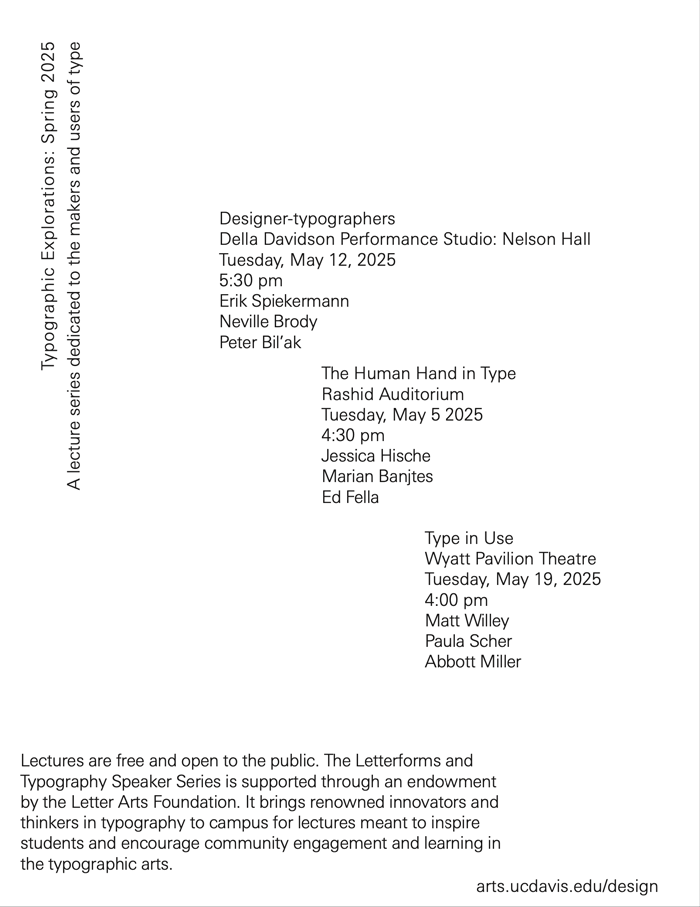 Typographic Explorations: Spring 2025
A lecture series dedicated to the makers and users of type
Designer-typographers
Della Davidson Performance Studio: Nelson Hall
Tuesday, May 12, 2025
5:30 pm
Erik Spiekermann
Neville Brody
Peter Bil’ak
The Human Hand in Type
Rashid Auditorium
Tuesday, May 5 2025
4:30 pm
Jessica Hische
Marian Banjtes
Ed Fella
Type in Use
Wyatt Pavilion Theatre
Tuesday, May 19, 2025
4:00 pm
Matt Willey
Paula Scher
Abbott Miller
Lectures are free and open to the public. The Letterforms and
Typography Speaker Series is supported through an endowment
by the Letter Arts Foundation. It brings renowned innovators and
thinkers in typography to campus for lectures meant to inspire
students and encourage community engagement and learning in
the typographic arts.
arts.ucdavis.edu/design